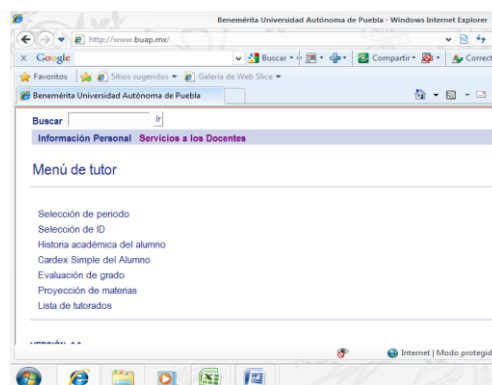 Benemérita Universidad Autónoma de Puebla - Windows Internet Explorer
http://www.buap.mx/
x Google Buscar Compartir Correct
Favoritos Sitios sugeridos Galería de Web Slice
Benemérita Universidad Autónoma de Puebla
Buscar Ir
Información Personal Servicios a los Docentes
Menú de tutor
Selección de periodo
Selección de ID
Historia académica del alumno
Cardex Simple del Alumno
Evaluación de grado
Proyección de materias
Lista de tutorados
Internet | Modo protegid